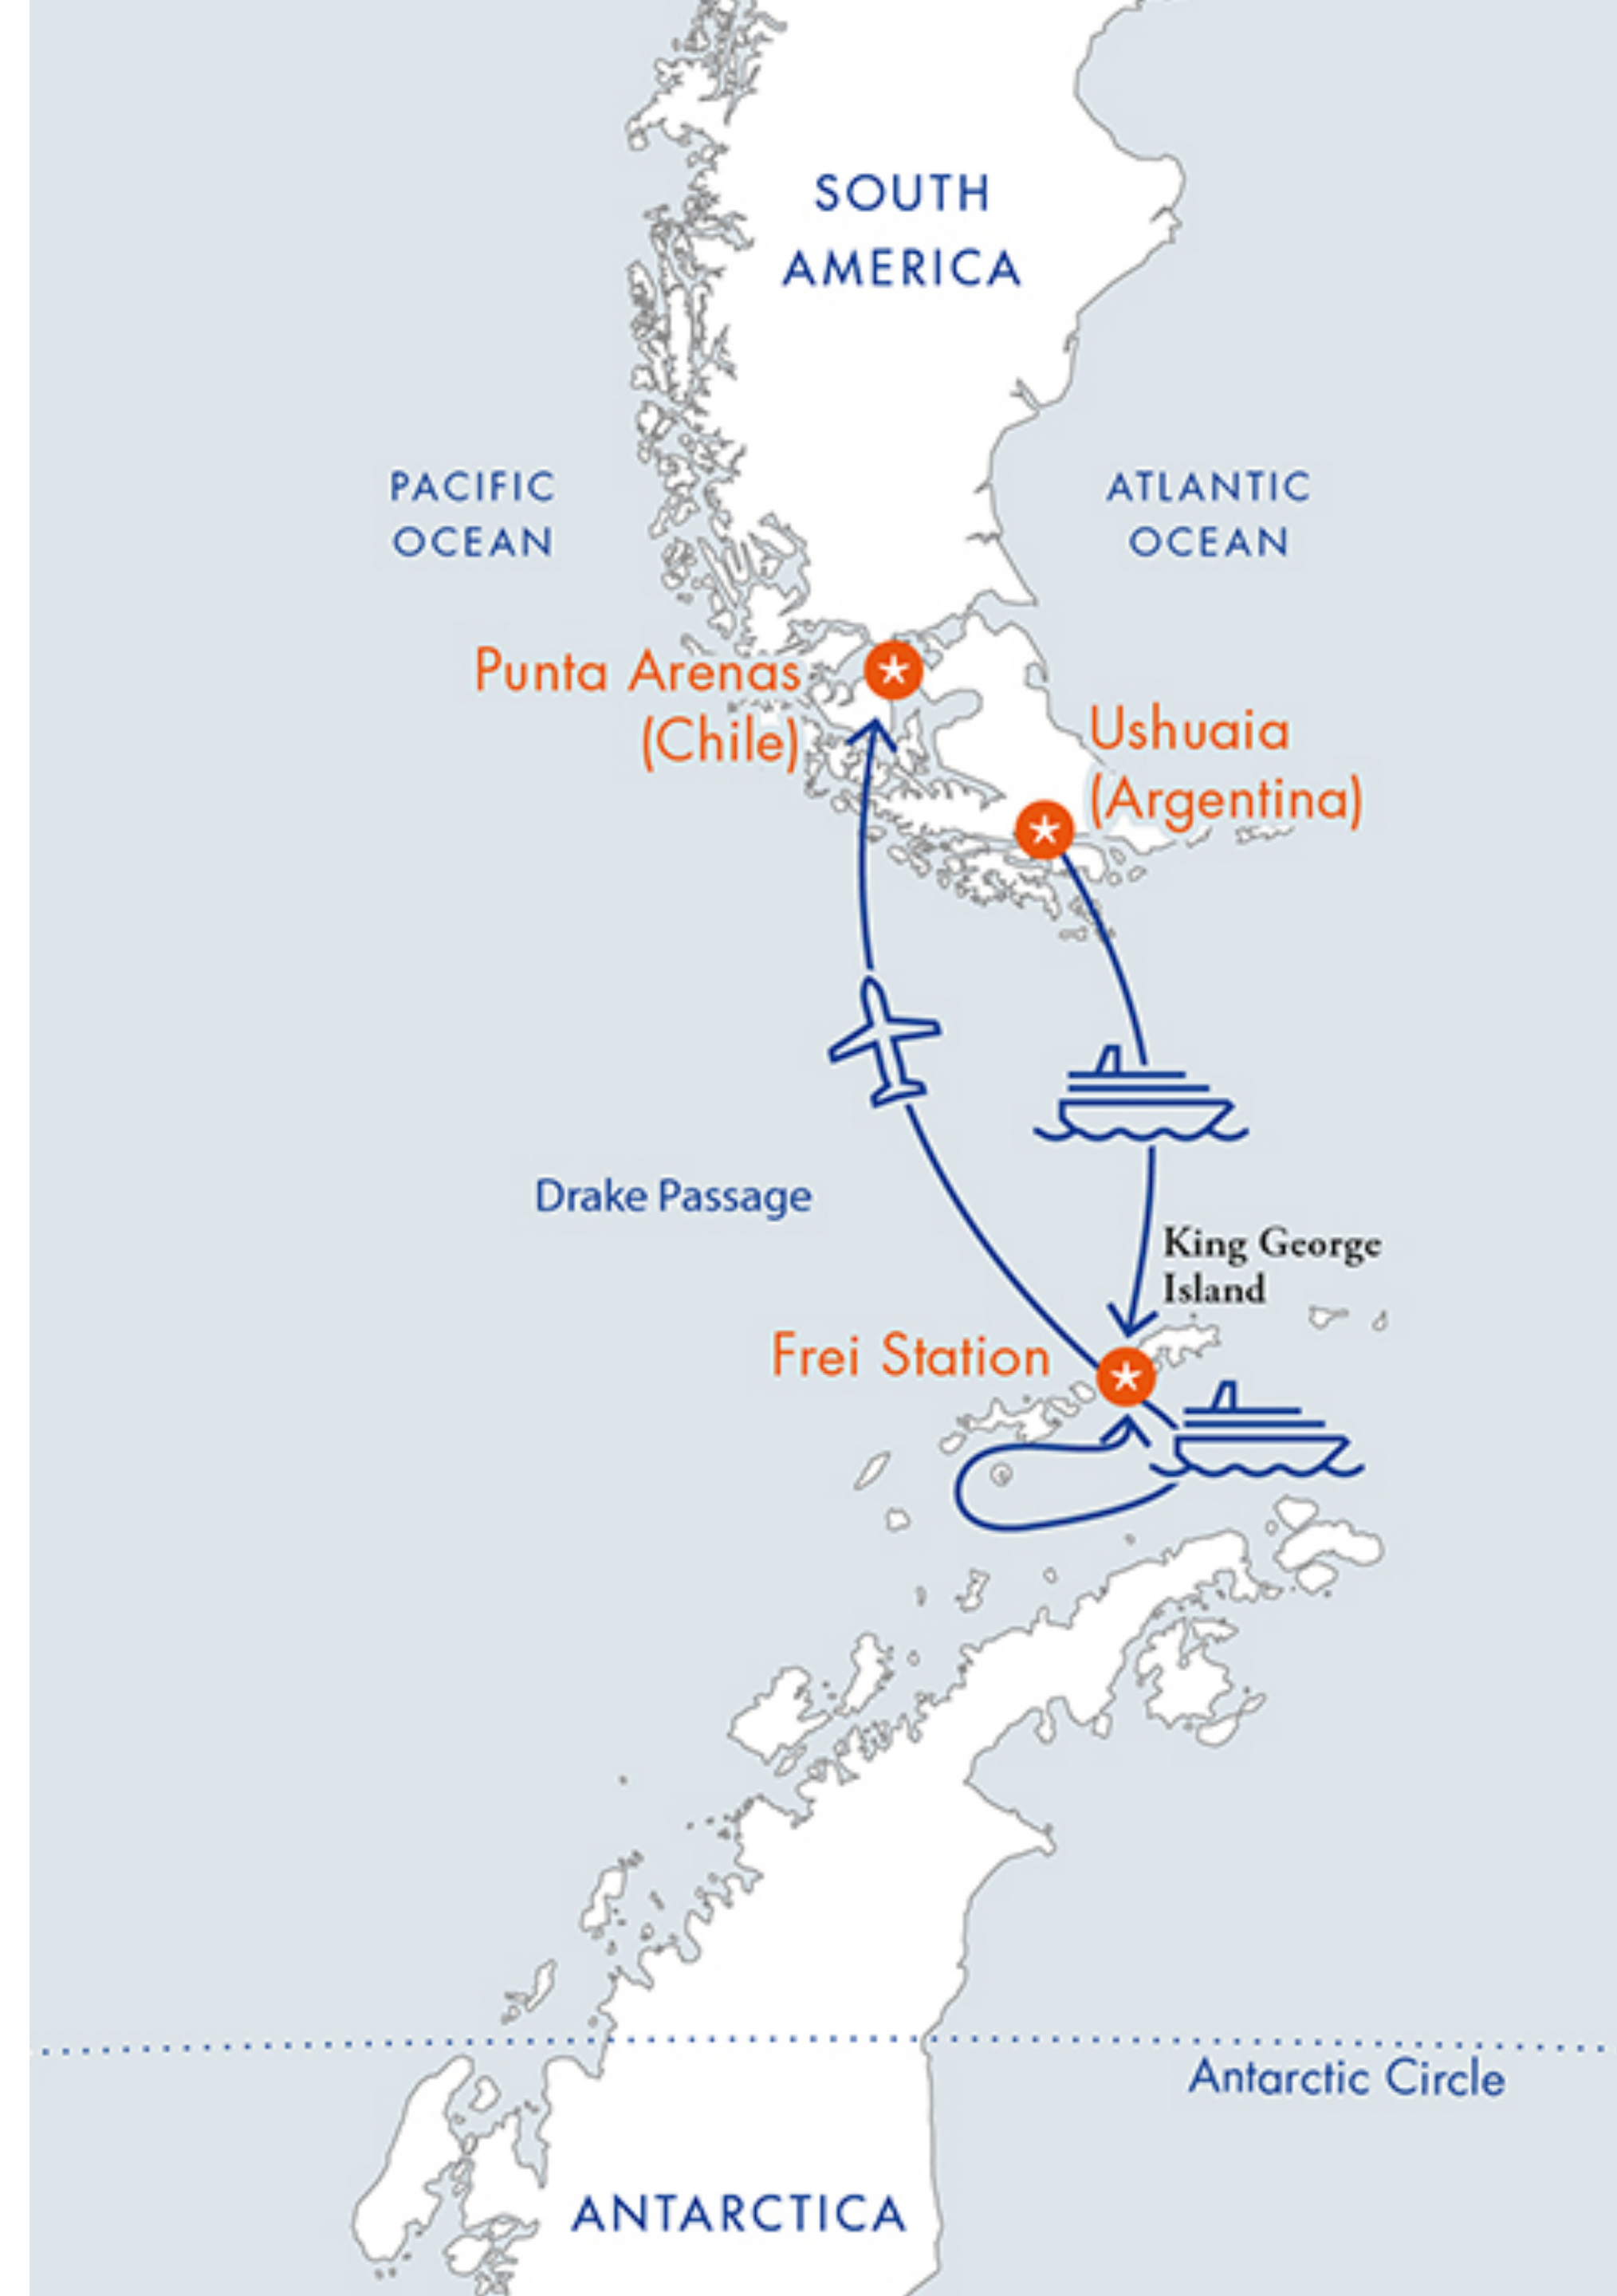 SOUTH
AMERICA
PACIFIC
OCEAN
ATLANTIC
OCEAN
Punta Arenas
(Chile)
Ushuaia
(Argentina)
Drake Passage
King George
Island
Frei Station
Antarctic Circle
ANTARCTICA